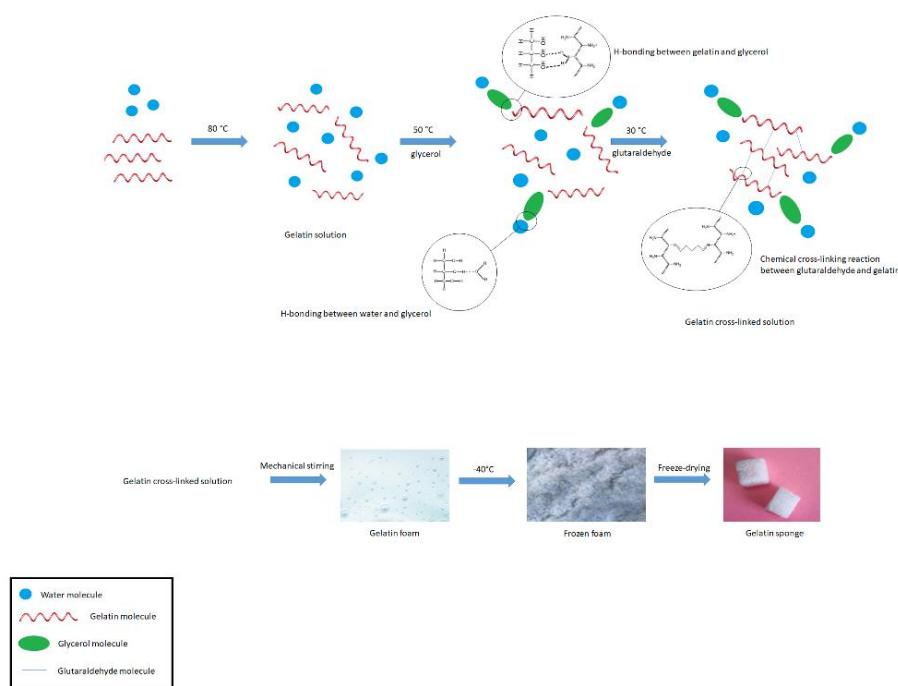 H-bonding between gelatin and glycerol
80 °C
50 °C
glycerol
30 °C
glutaraldehyde
Gelatin solution
H-bonding between water and glycerol
Chemical cross-linking reaction
between glutaraldehyde and gelatin
Gelatin cross-linked solution
Gelatin cross-linked solution
Mechanical stirring
-40°C
Freeze-drying
Gelatin foam
Frozen foam
Gelatin sponge
Water molecule
Gelatin molecule
Glycerol molecule
Glutaraldehyde molecule